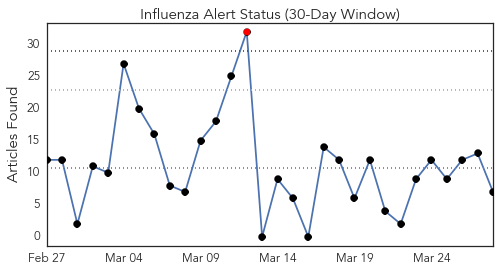 Influenza Alert Status (30-Day Window)
Articles Found
30
25
20
15
10
5
0
Feb 27 Mar 04 Mar 09 Mar 14 Mar 19 Mar 24